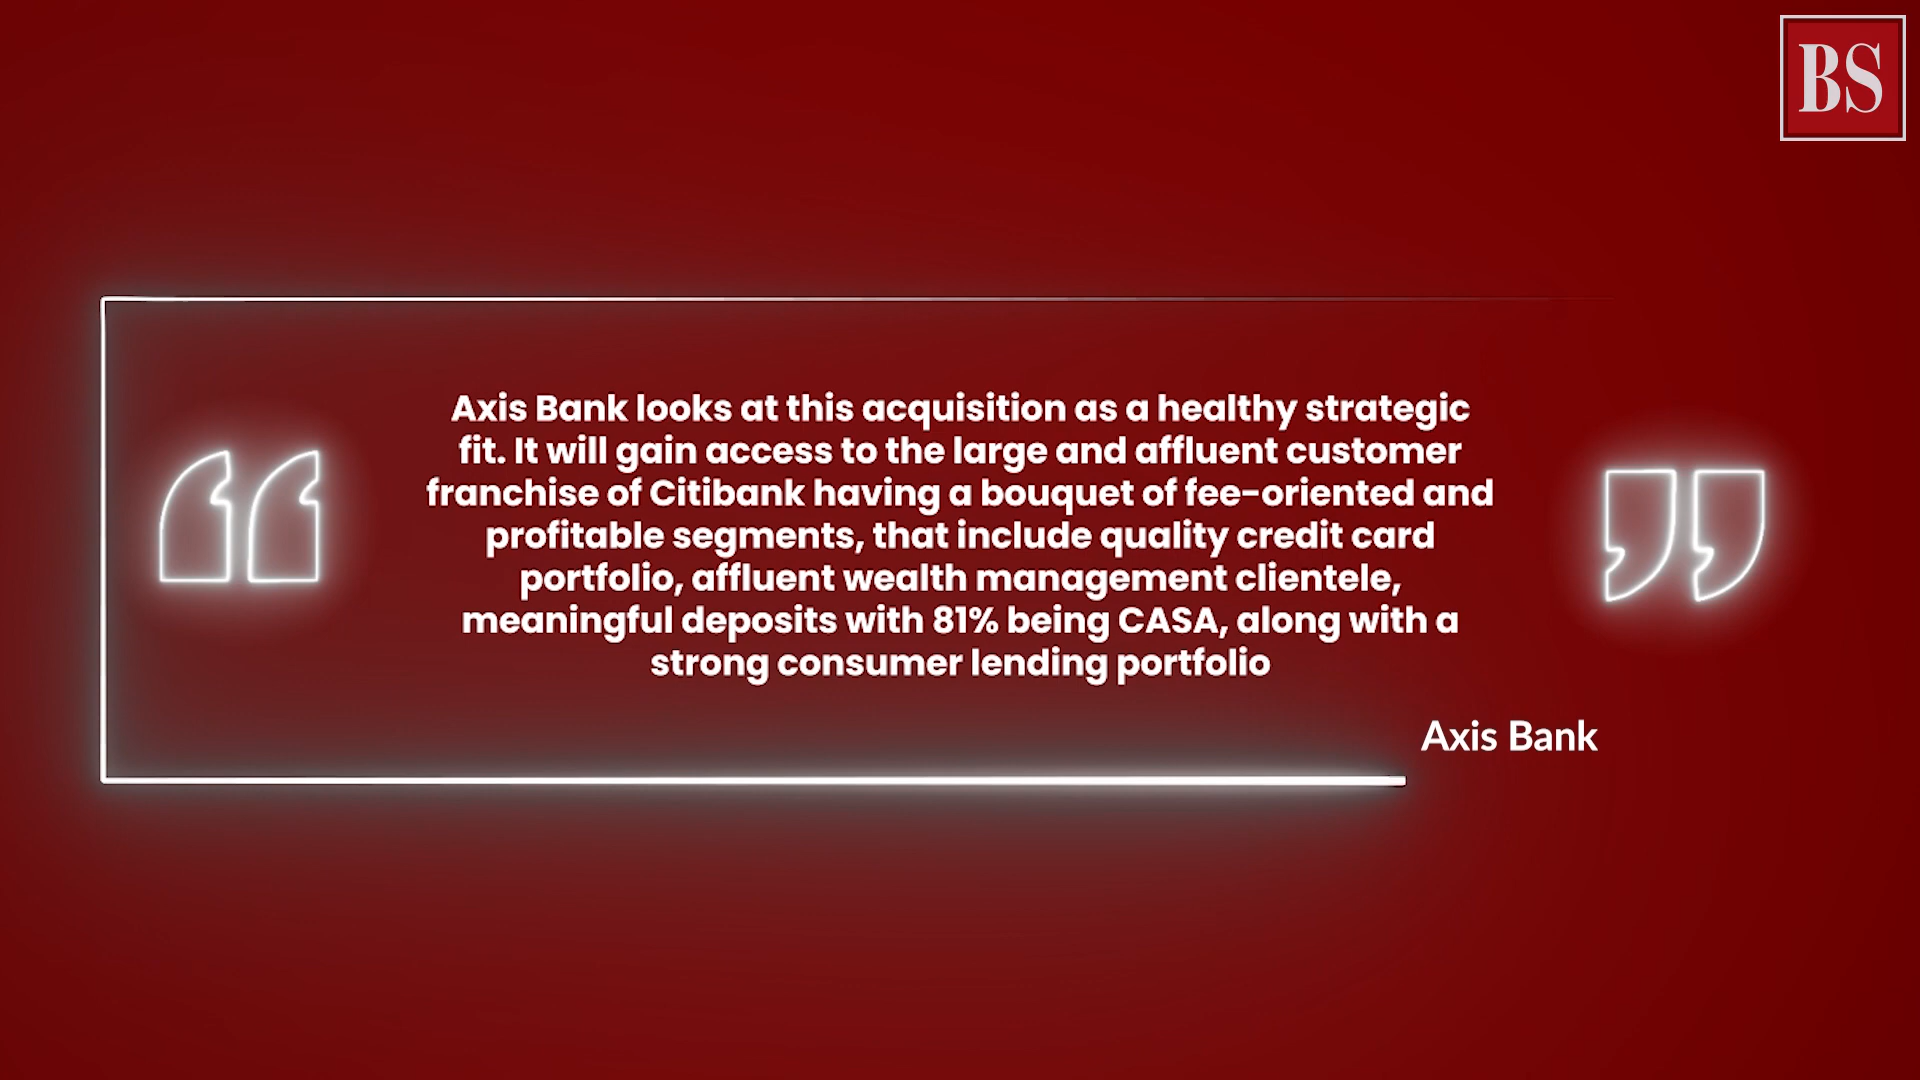 BS
Axis Bank looks at this acquisition as a healthy strategic
fit. It will gain access to the large and affluent customer
franchise of Citibank having a bouquet of fee-oriented and
profitable segments, that include quality credit card
portfolio, affluent wealth management clientele,
meaningful deposits with 81% being CASA, along with a
strong consumer lending portfolio
Axis Bank